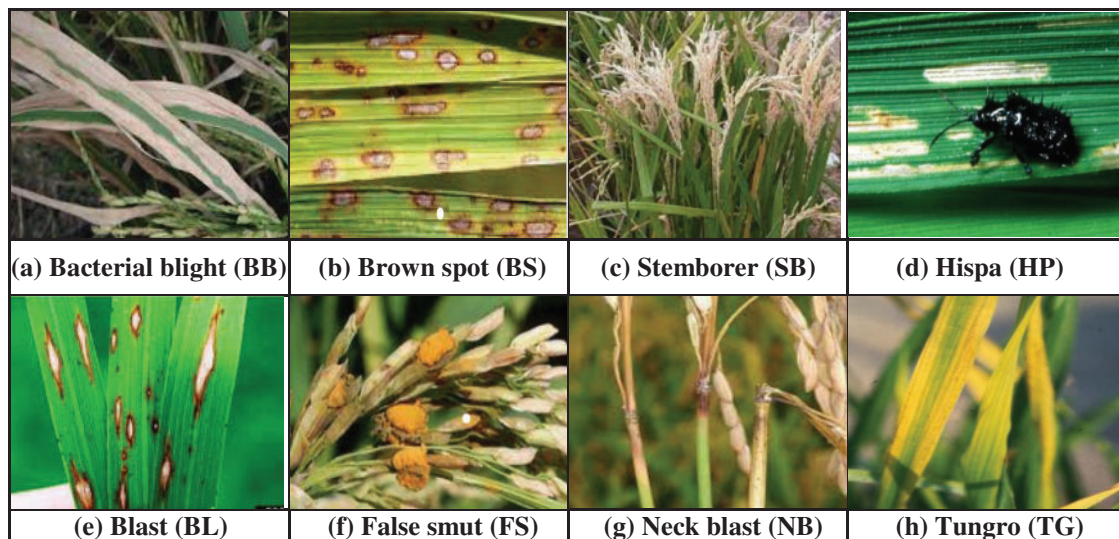 (a) Bacterial blight (BB)
(b) Brown spot (BS)
(c) Stemborer (SB)
(d) Hispa (HP)
(e) Blast (BL)
(f) False smut (FS)
(g) Neck blast (NB)
(h) Tungro (TG)